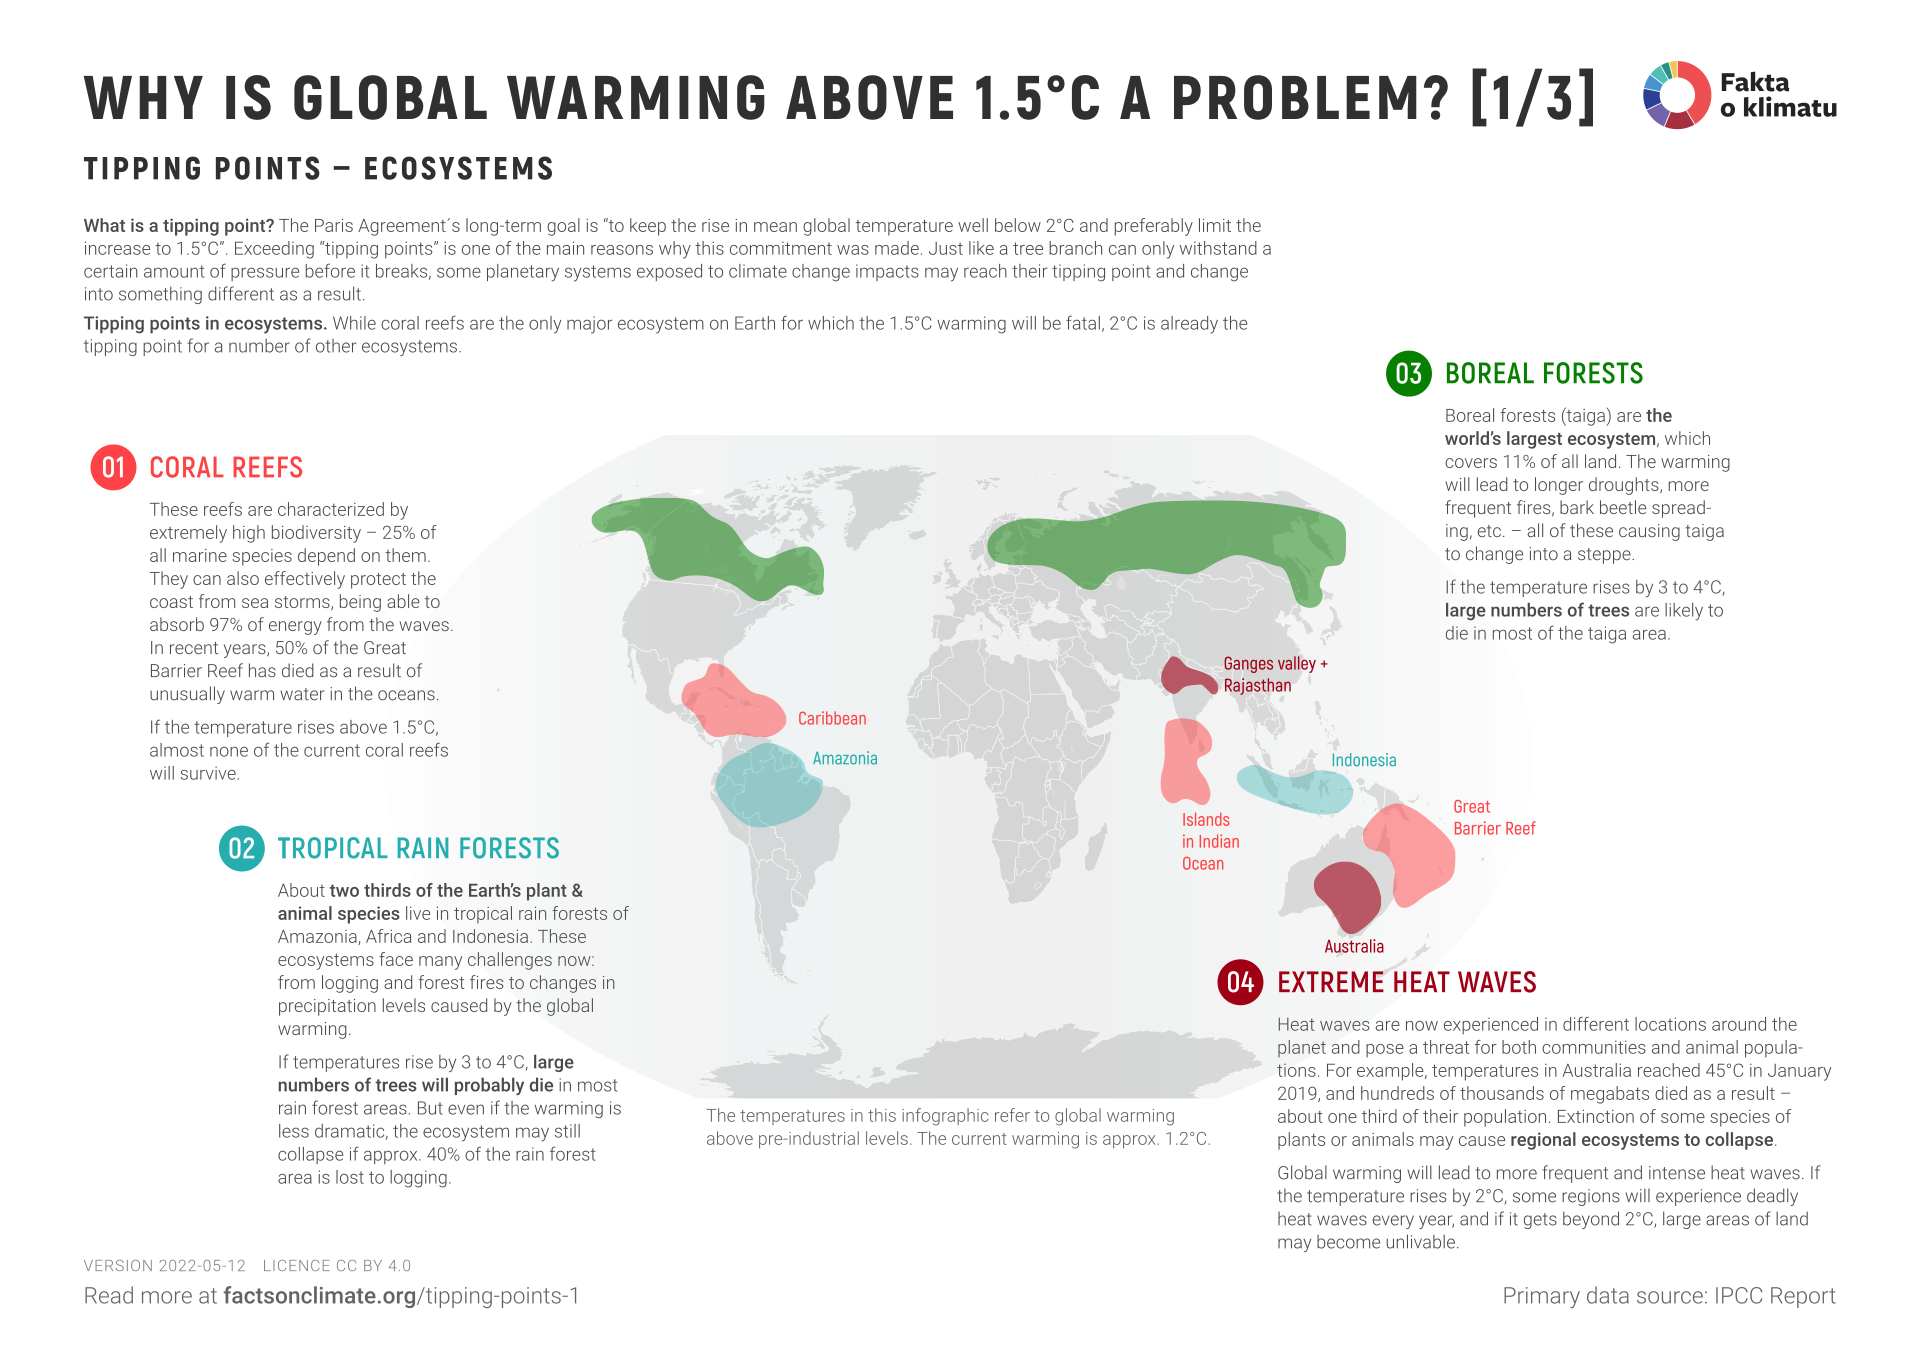 WHY IS GLOBAL WARMING ABOVE 1.5°C A PROBLEM? [1/3]
Fakta
o klimatu
TIPPING POINTS – ECOSYSTEMS
What is a tipping point? The Paris Agreement´s long-term goal is “to keep the rise in mean global temperature well below 2°C and preferably limit the
increase to 1.5°C”. Exceeding “tipping points” is one of the main reasons why this commitment was made. Just like a tree branch can only withstand a
certain amount of pressure before it breaks, some planetary systems exposed to climate change impacts may reach their tipping point and change
into something different as a result.
Tipping points in ecosystems. While coral reefs are the only major ecosystem on Earth for which the 1.5°C warming will be fatal, 2°C is already the
tipping point for a number of other ecosystems.
01 CORAL REEFS
These reefs are characterized by
extremely high biodiversity – 25% of
all marine species depend on them.
They can also effectively protect the
coast from sea storms, being able to
absorb 97% of energy from the waves.
In recent years, 50% of the Great
Barrier Reef has died as a result of
unusually warm water in the oceans.
If the temperature rises above 1.5°C,
almost none of the current coral reefs
will survive.
02 TROPICAL RAIN FORESTS
About two thirds of the Earth’s plant &
animal species live in tropical rain forests of
Amazonia, Africa and Indonesia. These
ecosystems face many challenges now:
from logging and forest fires to changes in
precipitation levels caused by the global
warming.
If temperatures rise by 3 to 4°C, large
numbers of trees will probably die in most
rain forest areas. But even if the warming is
less dramatic, the ecosystem may still
collapse if approx. 40% of the rain forest
area is lost to logging.
03 BOREAL FORESTS
Boreal forests (taiga) are the
world’s largest ecosystem, which
covers 11% of all land. The warming
will lead to longer droughts, more
frequent fires, bark beetle spread-
ing, etc. – all of these causing taiga
to change into a steppe.
If the temperature rises by 3 to 4°C,
large numbers of trees are likely to
die in most of the taiga area.
Ganges valley +
Rajasthan
Caribbean
Amazonia
Indonesia
Islands
in Indian
Ocean
Great
Barrier Reef
Australia
04 EXTREME HEAT WAVES
Heat waves are now experienced in different locations around the
planet and pose a threat for both communities and animal popula-
tions. For example, temperatures in Australia reached 45°C in January
2019, and hundreds of thousands of megabats died as a result –
about one third of their population. Extinction of some species of
plants or animals may cause regional ecosystems to collapse.
Global warming will lead to more frequent and intense heat waves. If
the temperature rises by 2°C, some regions will experience deadly
heat waves every year, and if it gets beyond 2°C, large areas of land
may become unlivable.
The temperatures in this infographic refer to global warming
above pre-industrial levels. The current warming is approx. 1.2°C.
VERSION 2022-05-12 LICENCE CC BY 4.0
Read more at factsonclimate.org/tipping-points-1
Primary data source: IPCC Report